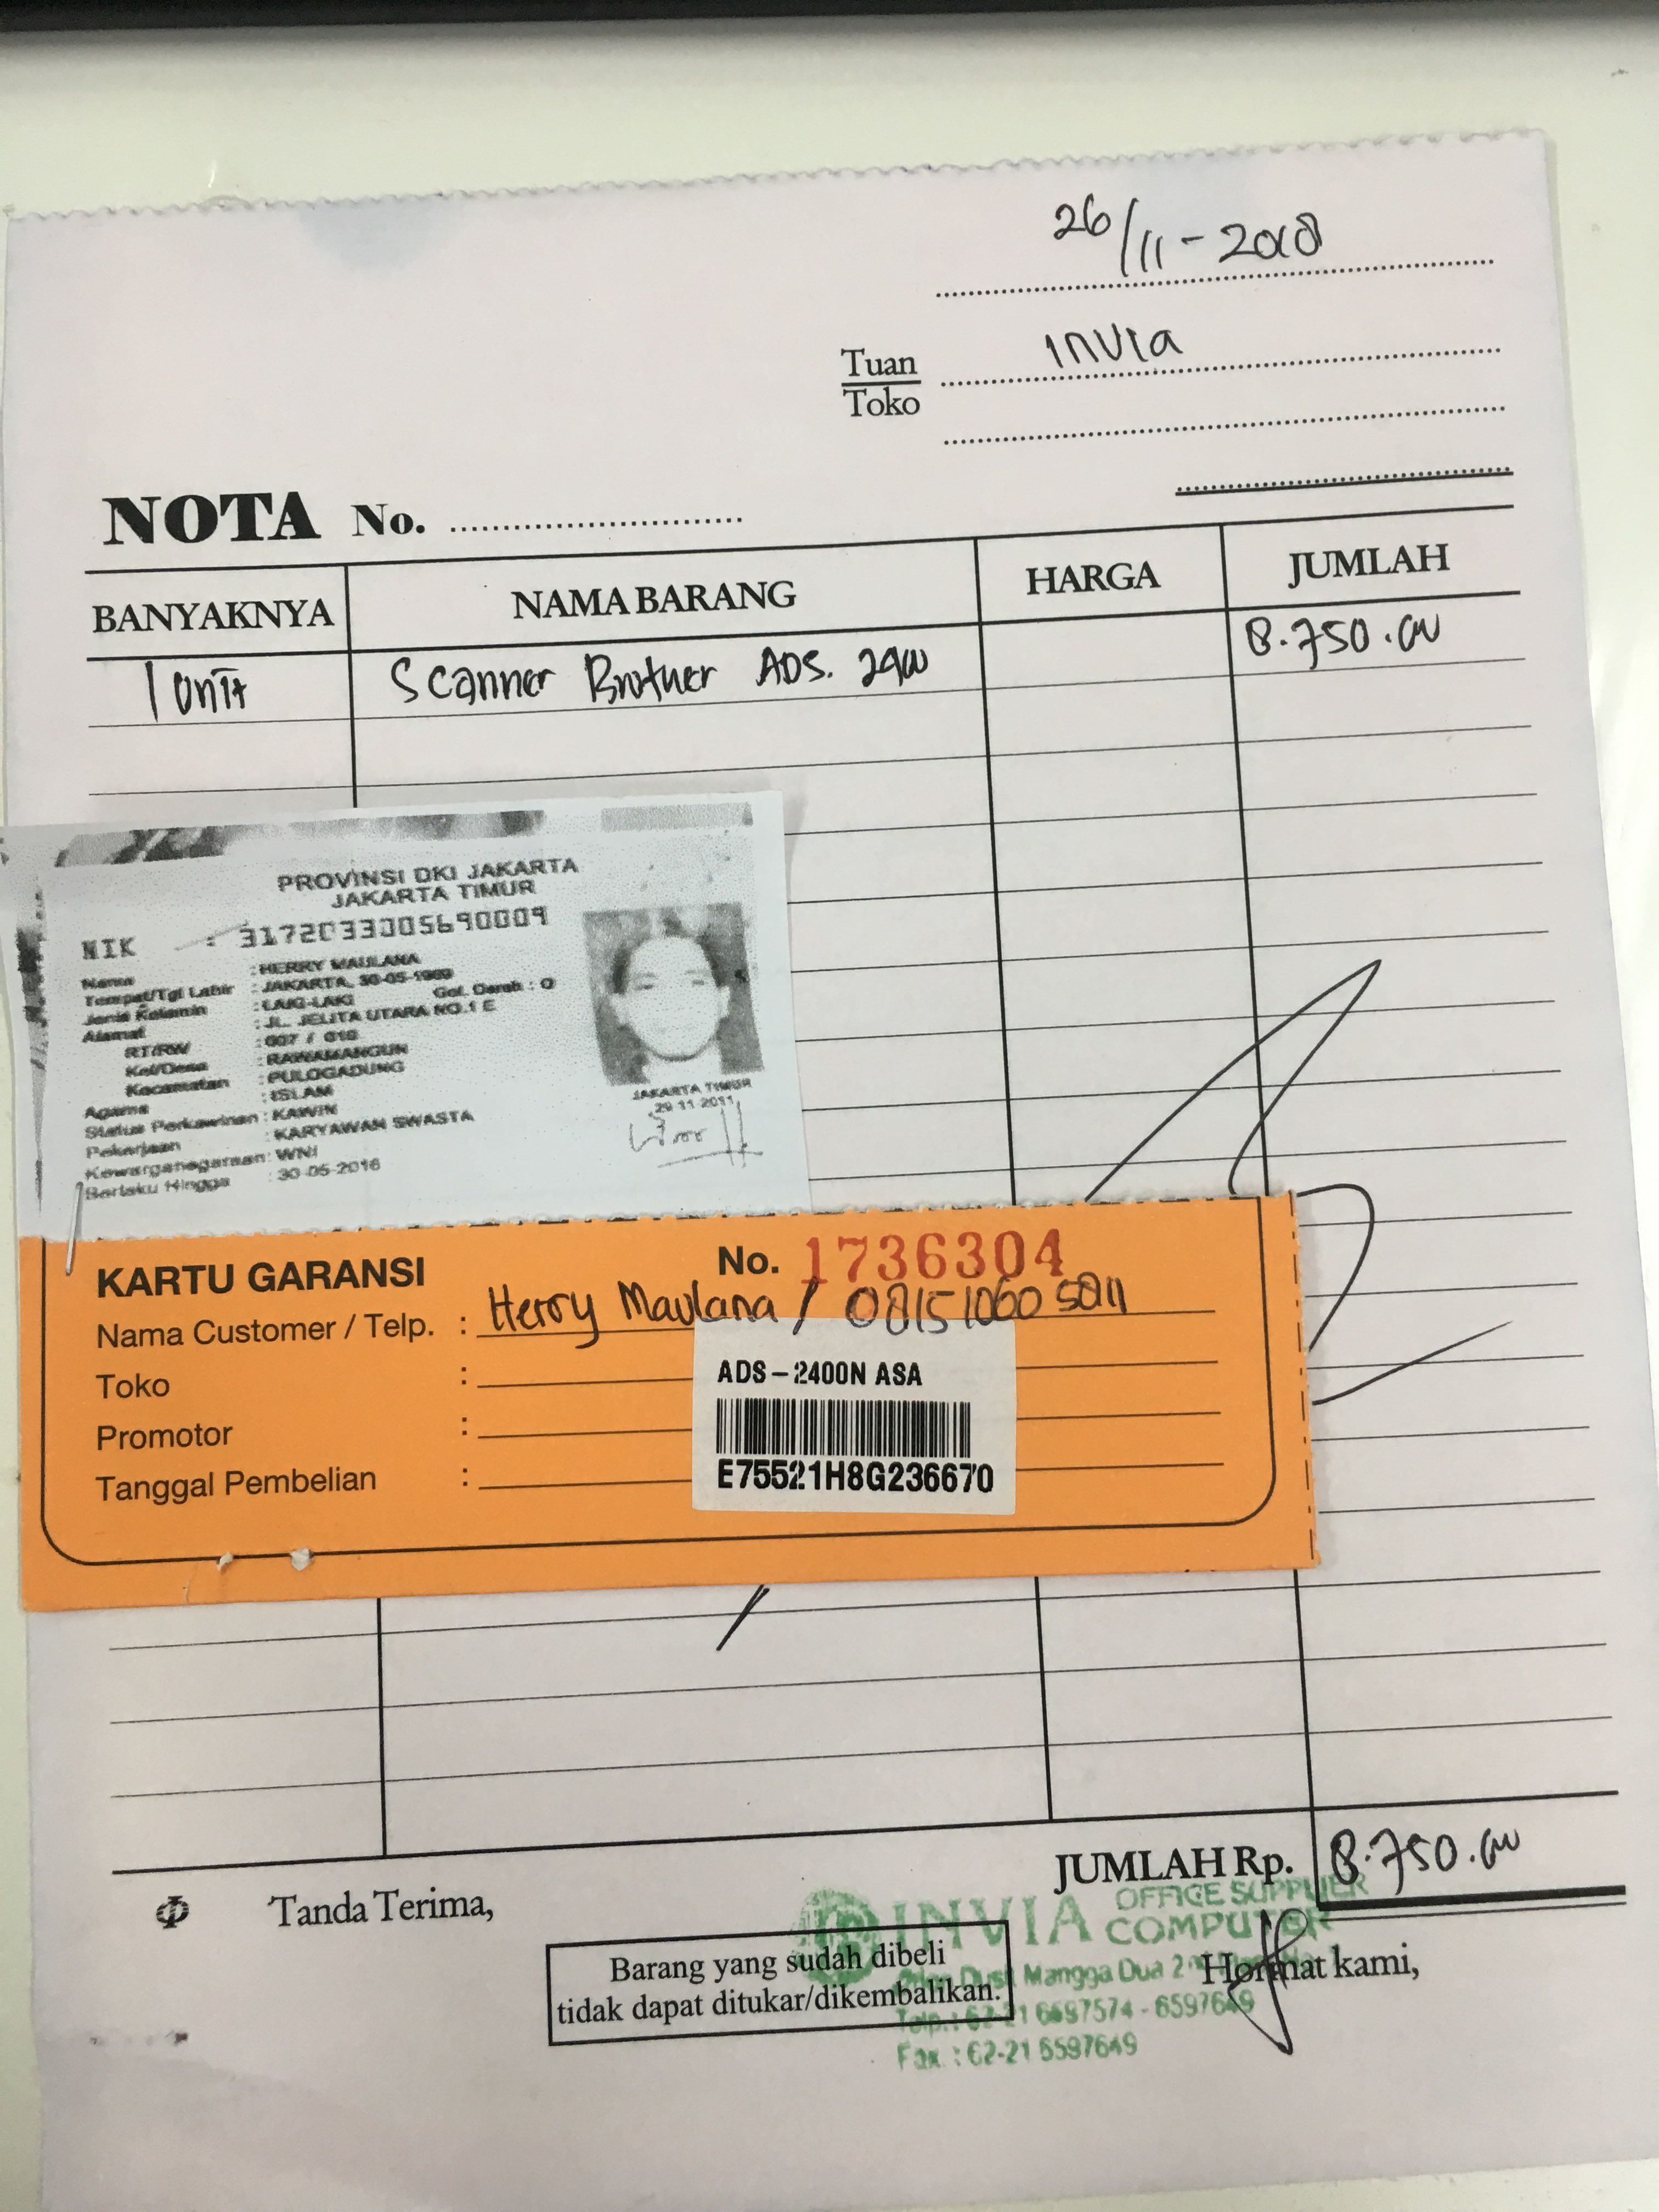 26/11-2018
Tuan
Toko
invia
NOTA No.
BANYAKNYA NAMA BARANG HARGA JUMLAH
1 Unit Scanner Brother ADS. 2400 8.750.000
PROVINSI DKI JAKARTA
JAKARTA TIMUR
NIK :
Nama : HERRY MAULANA
Tempat/Tgl Lahir : JAKARTA, 30-05-1969
Jenis Kelamin : LAKI-LAKI Gol. Darah : O
Alamat : JL. JELITA UTARA NO.1 E
RT/RW : 007 / 010
Kel/Desa : RAWAMANGUN
Kecamatan : PULOGADUNG
Agama : ISLAM
Status Perkawinan : KAWIN
Pekerjaan : KARYAWAN SWASTA
Kewarganegaraan : WNI
Berlaku Hingga : 30-05-2016
JAKARTA TIMUR
29-11-2011
KARTU GARANSI No. 1736304
Nama Customer / Telp. : Herry Maulana /
Toko :
Promotor :
Tanggal Pembelian :
ADS-2400N ASA
E75521H8G236670
JUMLAH Rp. 8.750.000
Tanda Terima,
Barang yang sudah dibeli
tidak dapat ditukar/dikembalikan.
Hormat kami,
INVIA OFFICE SUPPLIER
COMPUTER
Mangga Dua
Telp. : 62-21 6597574 - 6597649
Fax. : 62-21 6597649